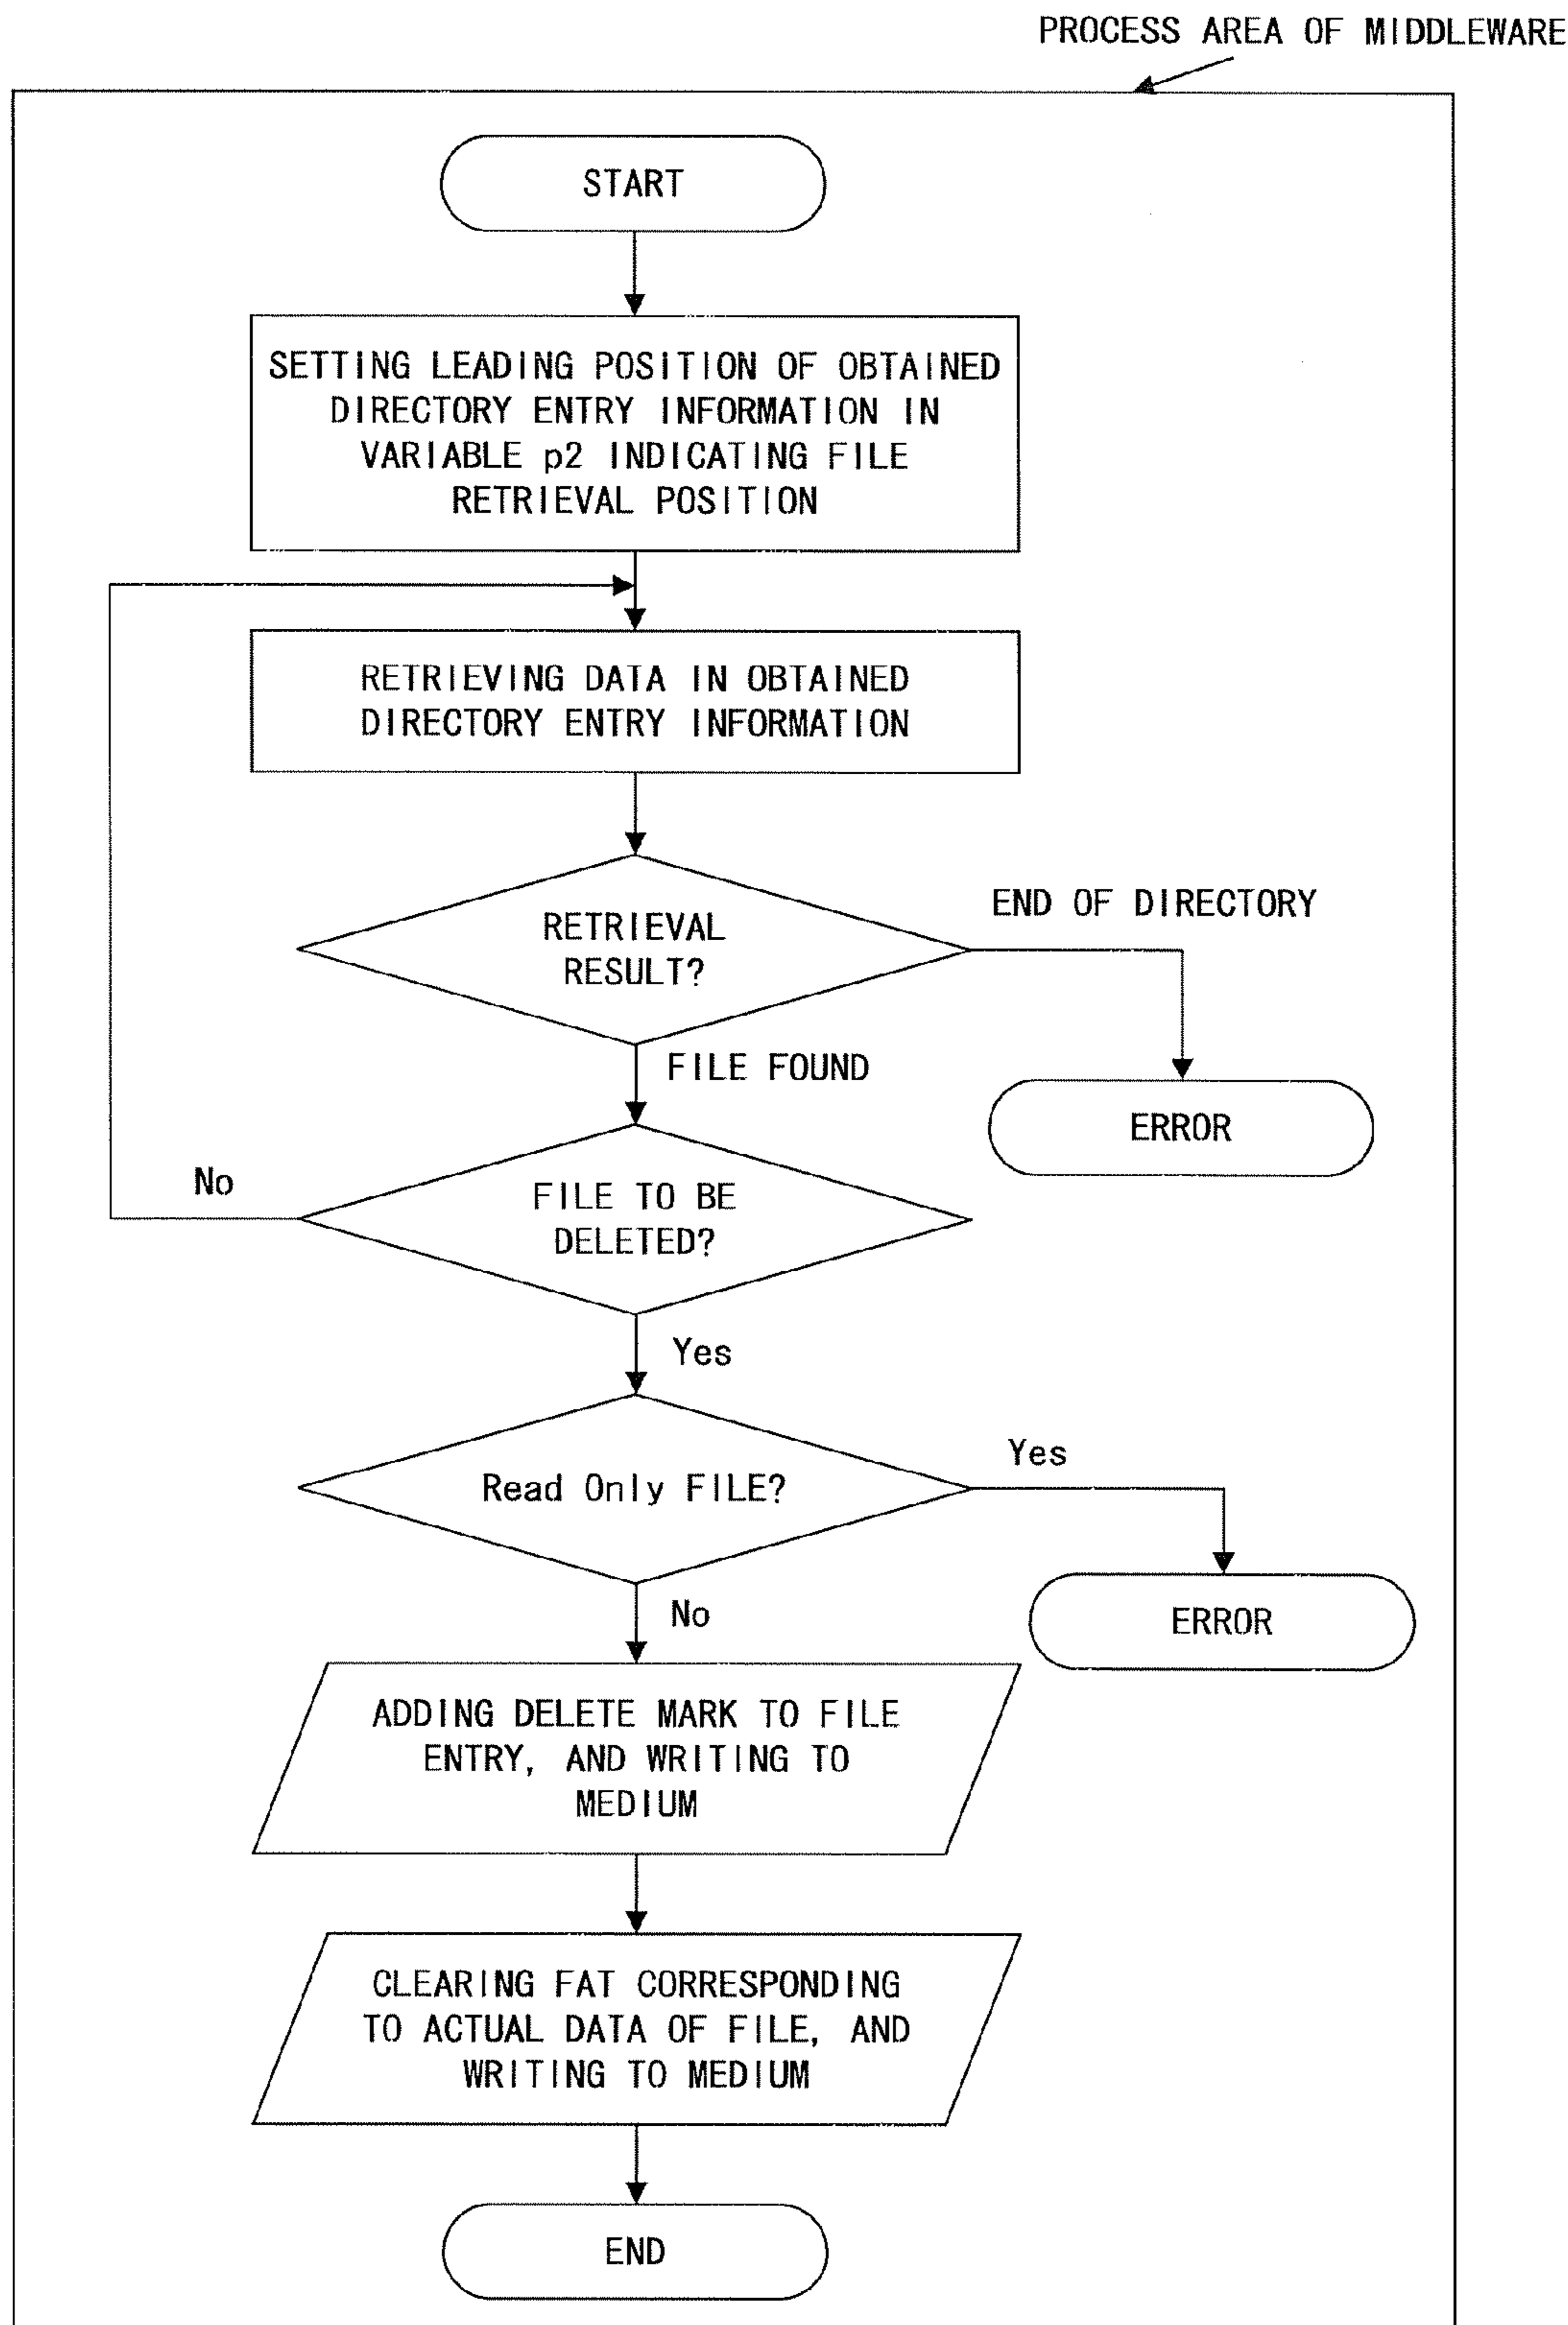 PROCESS AREA OF MIDDLEWARE
START
SETTING LEADING POSITION OF OBTAINED
DIRECTORY ENTRY INFORMATION IN
VARIABLE p2 INDICATING FILE
RETRIEVAL POSITION
RETRIEVING DATA IN OBTAINED
DIRECTORY ENTRY INFORMATION
END OF DIRECTORY
RETRIEVAL
RESULT?
FILE FOUND
ERROR
No
FILE TO BE
DELETED?
Yes
Yes
Read Only FILE?
No
ERROR
ADDING DELETE MARK TO FILE
ENTRY, AND WRITING TO
MEDIUM
CLEARING FAT CORRESPONDING
TO ACTUAL DATA OF FILE, AND
WRITING TO MEDIUM
END